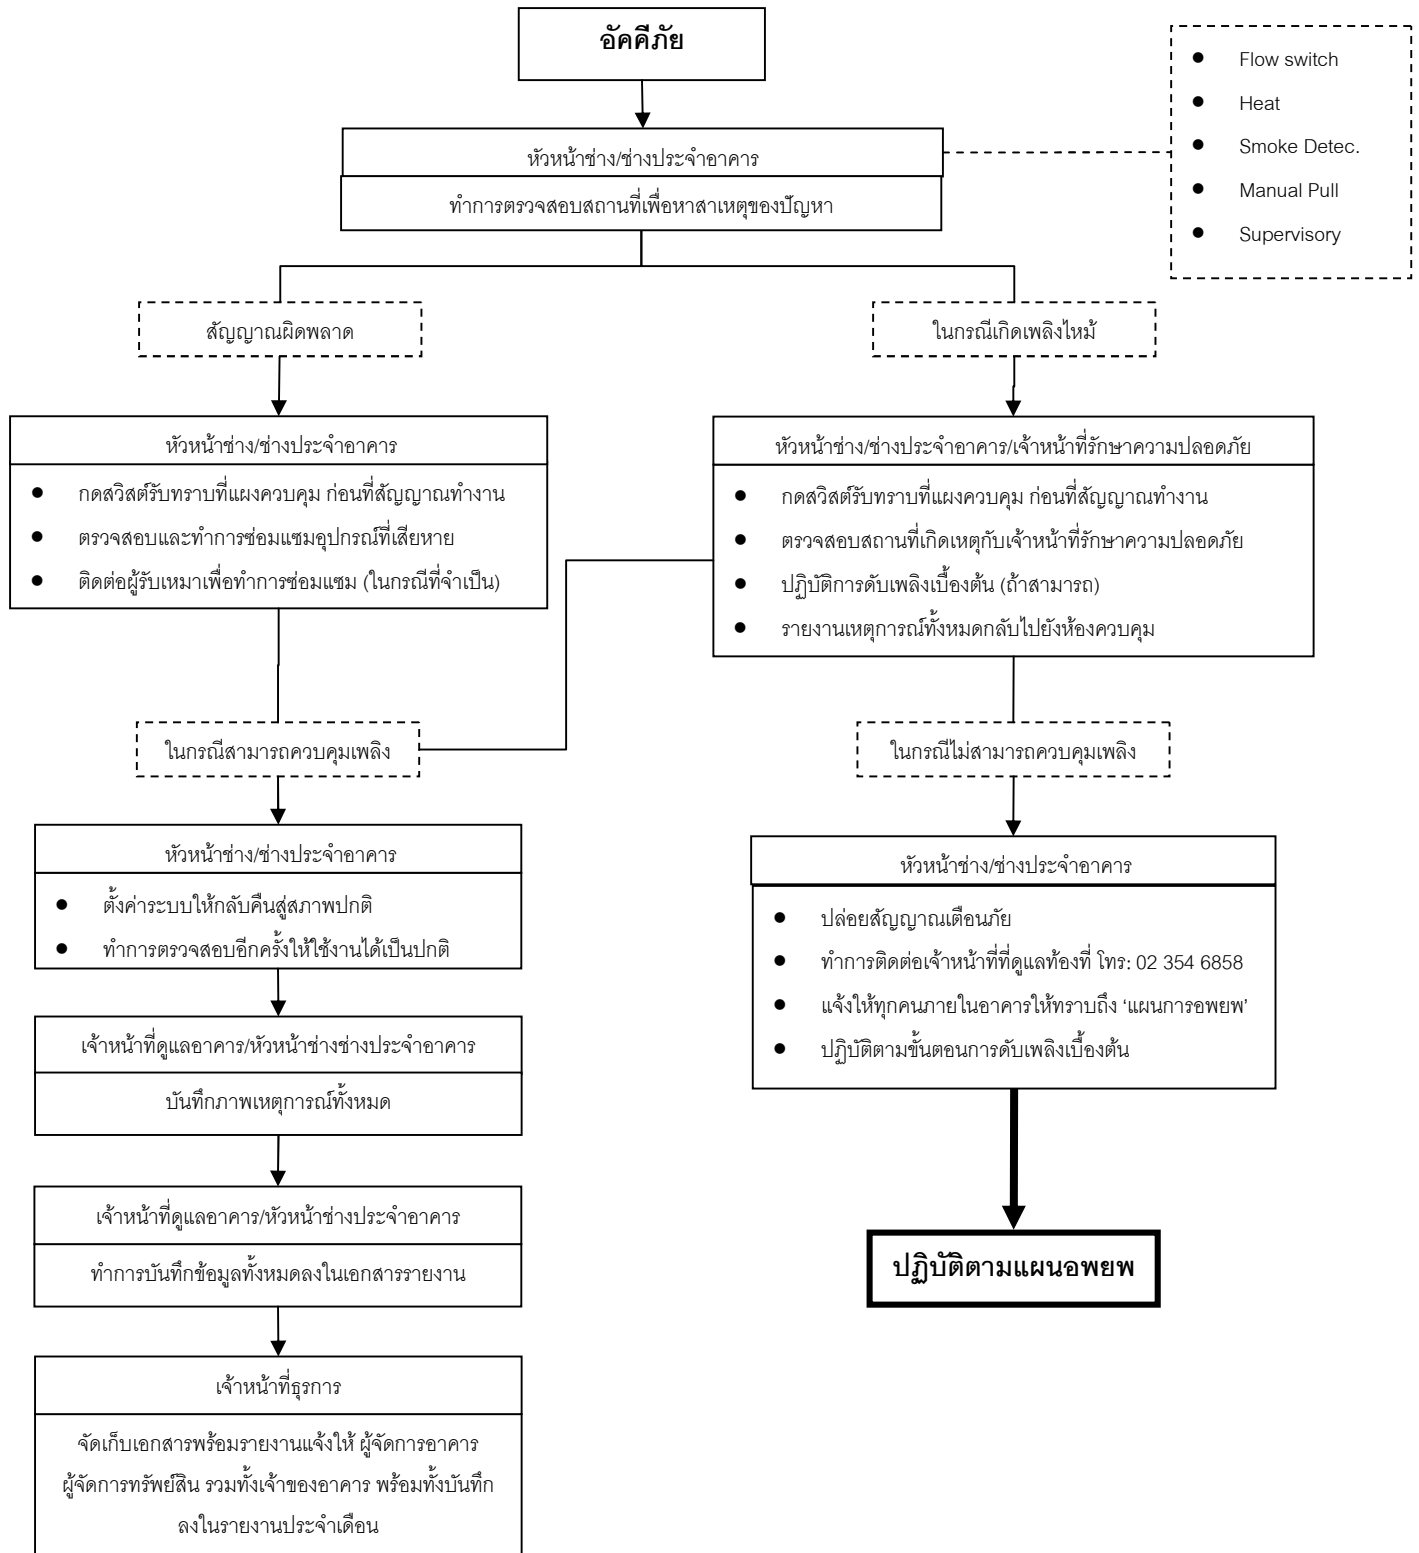 อัคคีภัย
● Flow switch
● Heat
● Smoke Detec.
● Manual Pull
● Supervisory
หัวหน้าช่าง/ช่างประจำอาคาร
ทำการตรวจสอบสถานที่เพื่อหาสาเหตุของปัญหา
สัญญาณผิดพลาด
ในกรณีเกิดเพลิงไหม้
หัวหน้าช่าง/ช่างประจำอาคาร
● กดสวิสต์รับทราบที่แผงควบคุม ก่อนที่สัญญาณทำงาน
● ตรวจสอบและทำการซ่อมแซมอุปกรณ์ที่เสียหาย
● ติดต่อผู้รับเหมาเพื่อทำการซ่อมแซม (ในกรณีที่จำเป็น)
หัวหน้าช่าง/ช่างประจำอาคาร/เจ้าหน้าที่รักษาความปลอดภัย
● กดสวิสต์รับทราบที่แผงควบคุม ก่อนที่สัญญาณทำงาน
● ตรวจสอบสถานที่เกิดเหตุกับเจ้าหน้าที่รักษาความปลอดภัย
● ปฏิบัติการดับเพลิงเบื้องต้น (ถ้าสามารถ)
● รายงานเหตุการณ์ทั้งหมดกลับไปยังห้องควบคุม
ในกรณีสามารถควบคุมเพลิง
ในกรณีไม่สามารถควบคุมเพลิง
หัวหน้าช่าง/ช่างประจำอาคาร
● ตั้งค่าระบบให้กลับคืนสู่สภาพปกติ
● ทำการตรวจสอบอีกครั้งให้ใช้งานได้เป็นปกติ
หัวหน้าช่าง/ช่างประจำอาคาร
● ปล่อยสัญญาณเตือนภัย
● ทำการติดต่อเจ้าหน้าที่ที่ดูแลท้องที่ โทร: 02 354 6858
● แจ้งให้ทุกคนภายในอาคารให้ทราบถึง ‘แผนการอพยพ’
● ปฏิบัติตามขั้นตอนการดับเพลิงเบื้องต้น
เจ้าหน้าที่ดูแลอาคาร/หัวหน้าช่างช่างประจำอาคาร
บันทึกภาพเหตุการณ์ทั้งหมด
เจ้าหน้าที่ดูแลอาคาร/หัวหน้าช่างประจำอาคาร
ทำการบันทึกข้อมูลทั้งหมดลงในเอกสารรายงาน
ปฏิบัติตามแผนอพยพ
เจ้าหน้าที่ธุรการ
จัดเก็บเอกสารพร้อมรายงานแจ้งให้ ผู้จัดการอาคาร
ผู้จัดการทรัพย์สิน รวมทั้งเจ้าของอาคาร พร้อมทั้งบันทึก
ลงในรายงานประจำเดือน